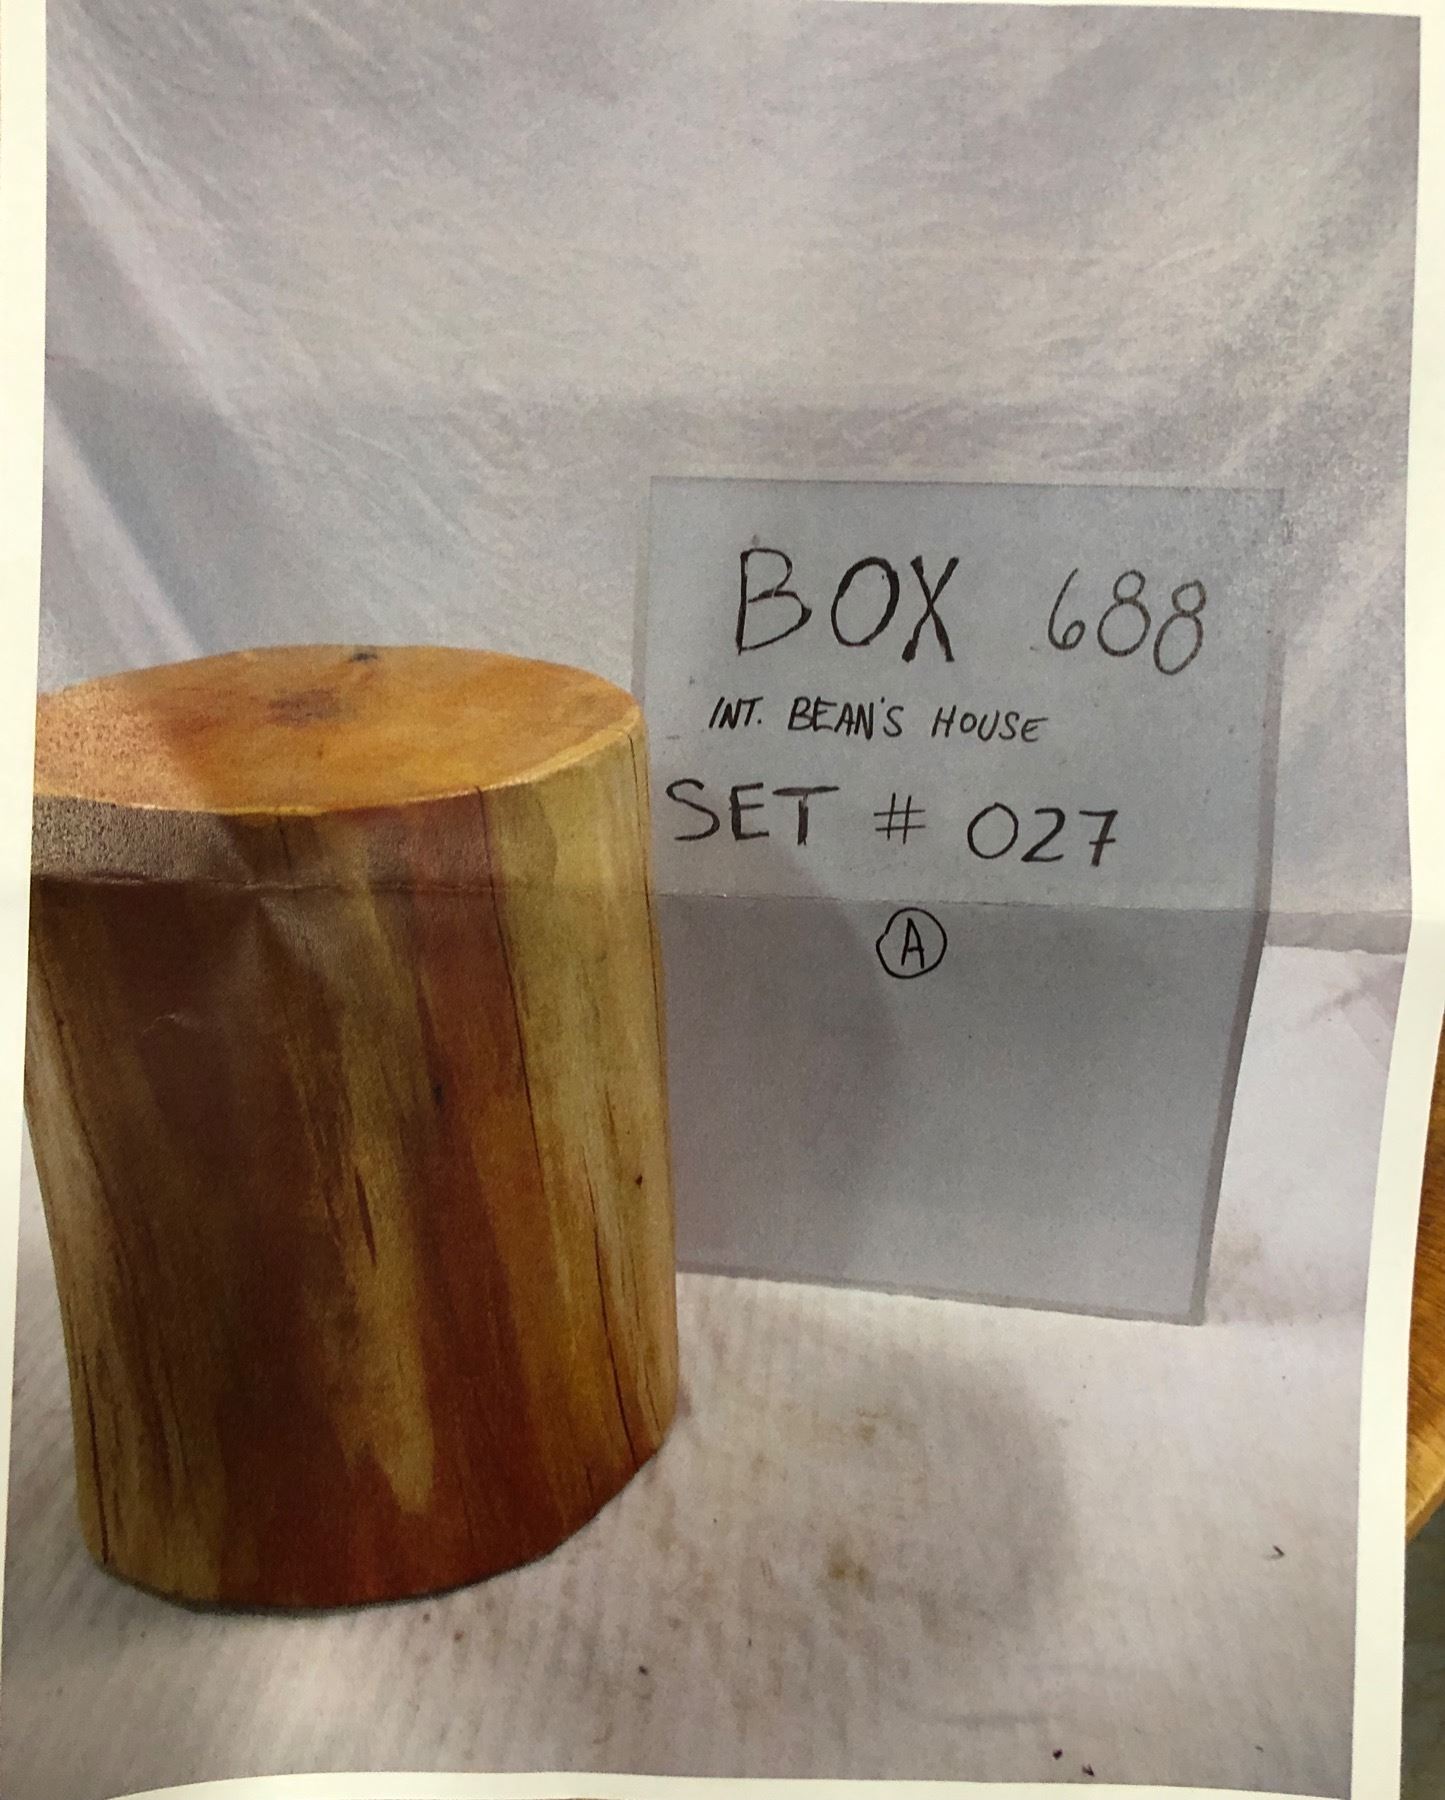 BOX 688
INT. BEAN'S HOUSE
SET # 027
A